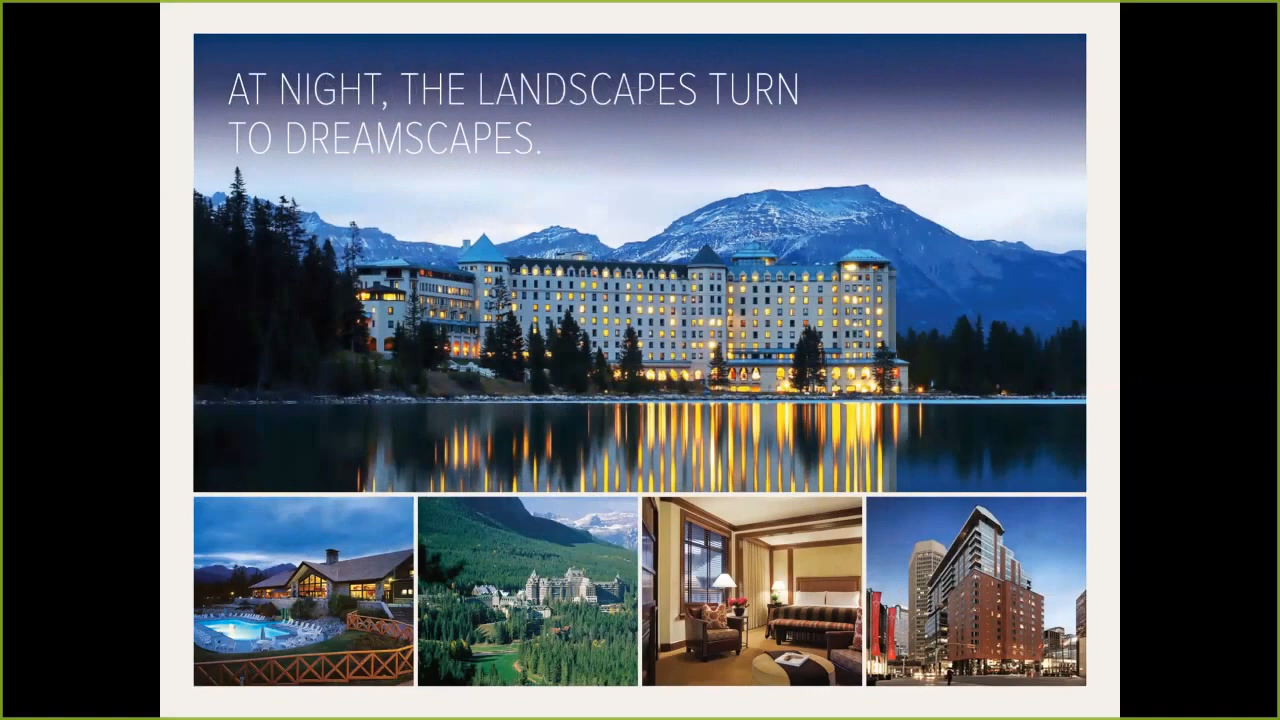 AT NIGHT, THE LANDSCAPES TURN
TO DREAMSCAPES.